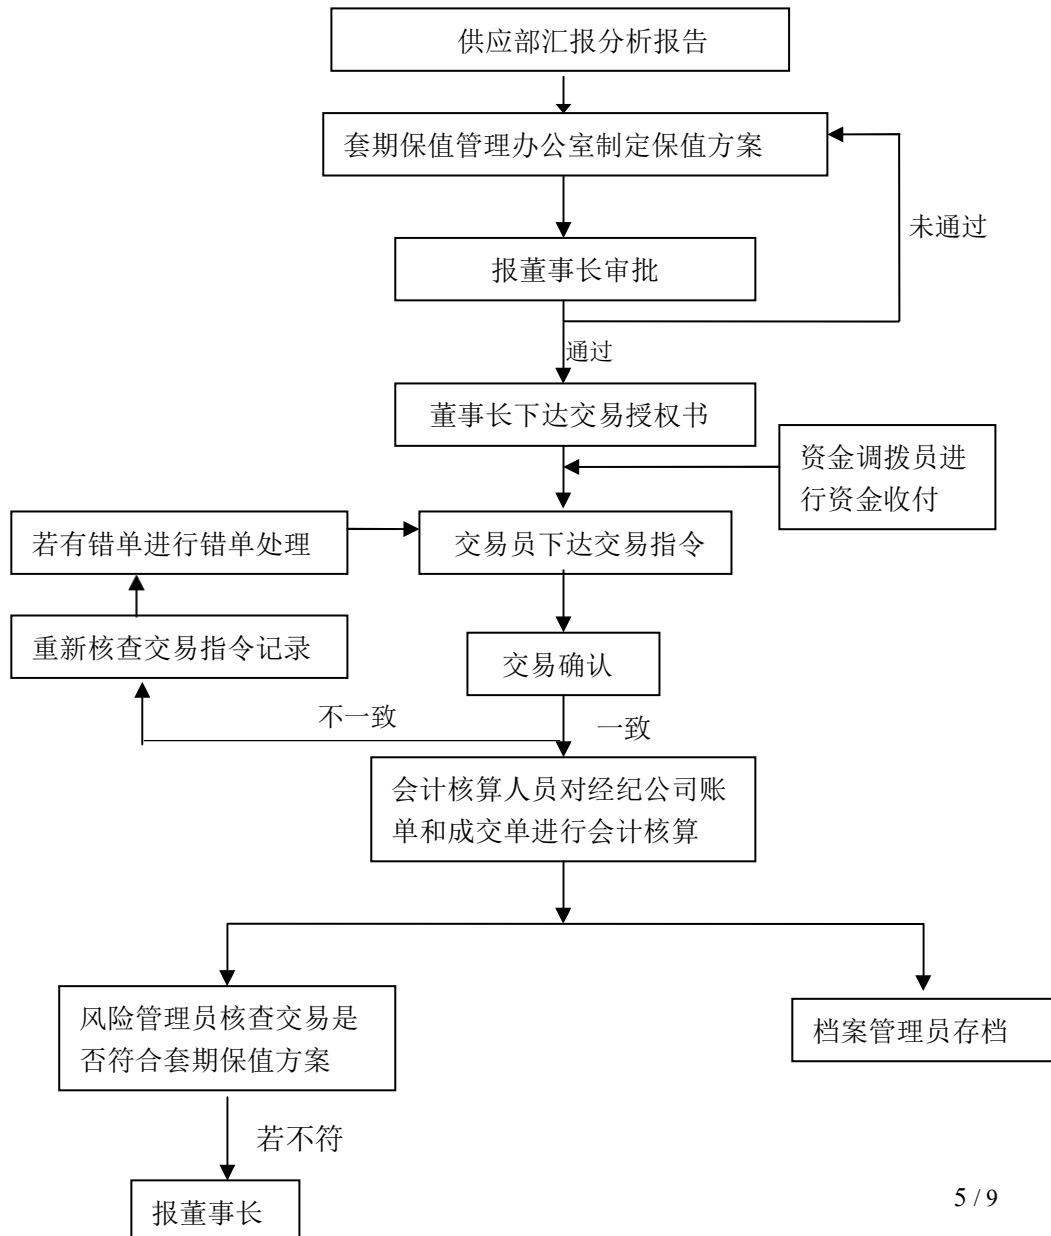 供应部汇报分析报告
套期保值管理办公室制定保值方案
未通过
报董事长审批
通过
董事长下达交易授权书
资金调拨员进
行资金收付
若有错单进行错单处理
交易员下达交易指令
重新核查交易指令记录
交易确认
不一致
一致
会计核算人员对经纪公司账
单和成交单进行会计核算
风险管理员核查交易是
否符合套期保值方案
档案管理员存档
若不符
报董事长
5 / 9